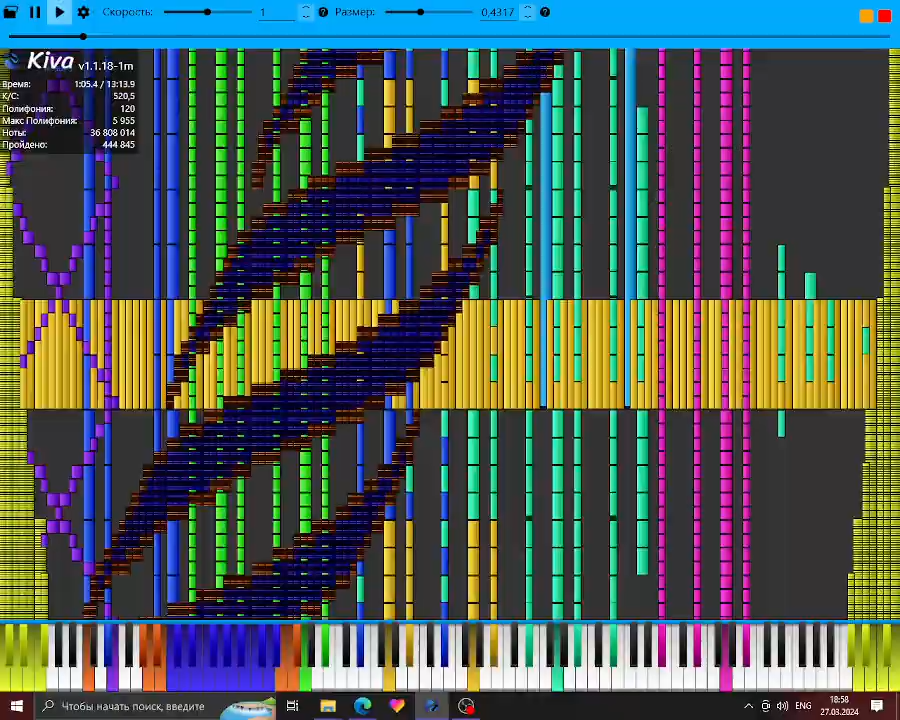 Скорость: 1 Размер: 0,4317
Kiva v1.1.18-1m
Время: 1:05.4 / 13:13.9
К/С: 520,5
Полифония: 120
Макс Полифония: 5 955
Ноты: 36 808 014
Пройдено: 444 845
Чтобы начать поиск, введите
ENG
18:58
27.03.2024